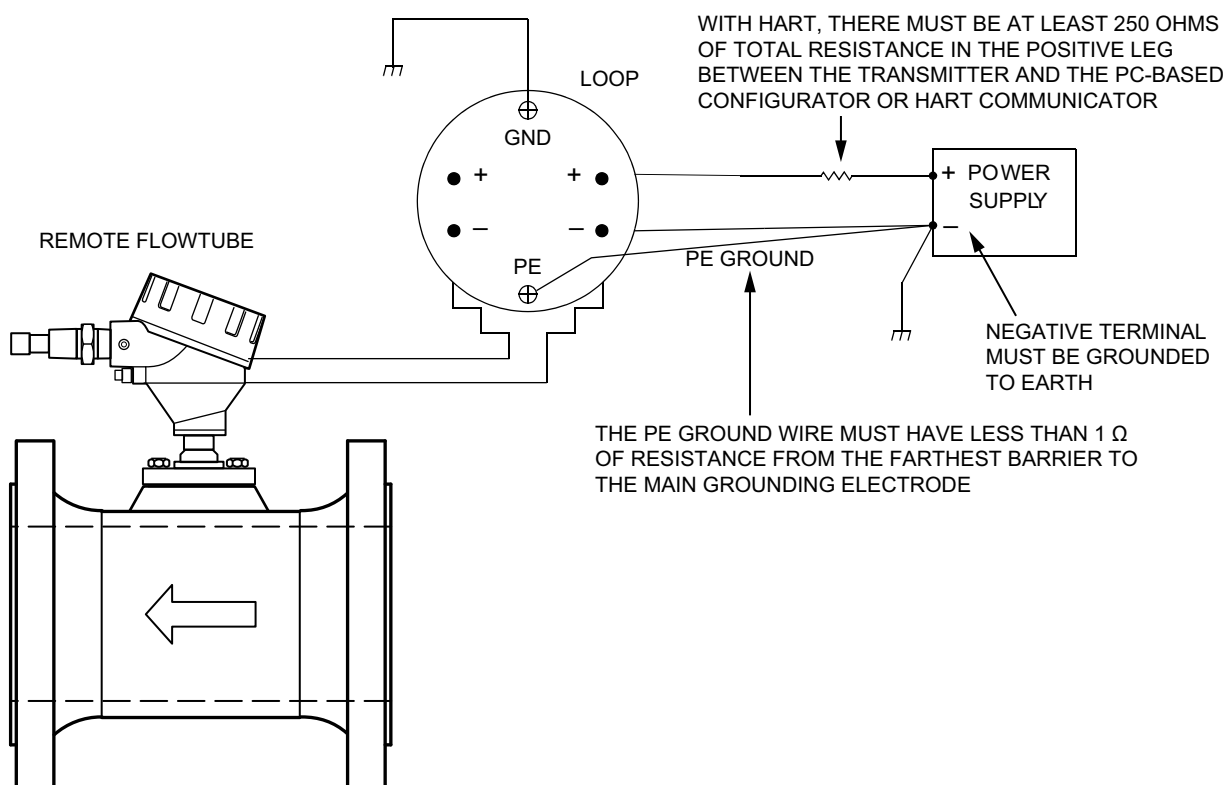 WITH HART, THERE MUST BE AT LEAST 250 OHMS
OF TOTAL RESISTANCE IN THE POSITIVE LEG
BETWEEN THE TRANSMITTER AND THE PC-BASED
CONFIGURATOR OR HART COMMUNICATOR
LOOP
GND
+ +
+ POWER
SUPPLY
– –
–
REMOTE FLOWTUBE
PE
PE GROUND
NEGATIVE TERMINAL
MUST BE GROUNDED
TO EARTH
THE PE GROUND WIRE MUST HAVE LESS THAN 1 Ω
OF RESISTANCE FROM THE FARTHEST BARRIER TO
THE MAIN GROUNDING ELECTRODE